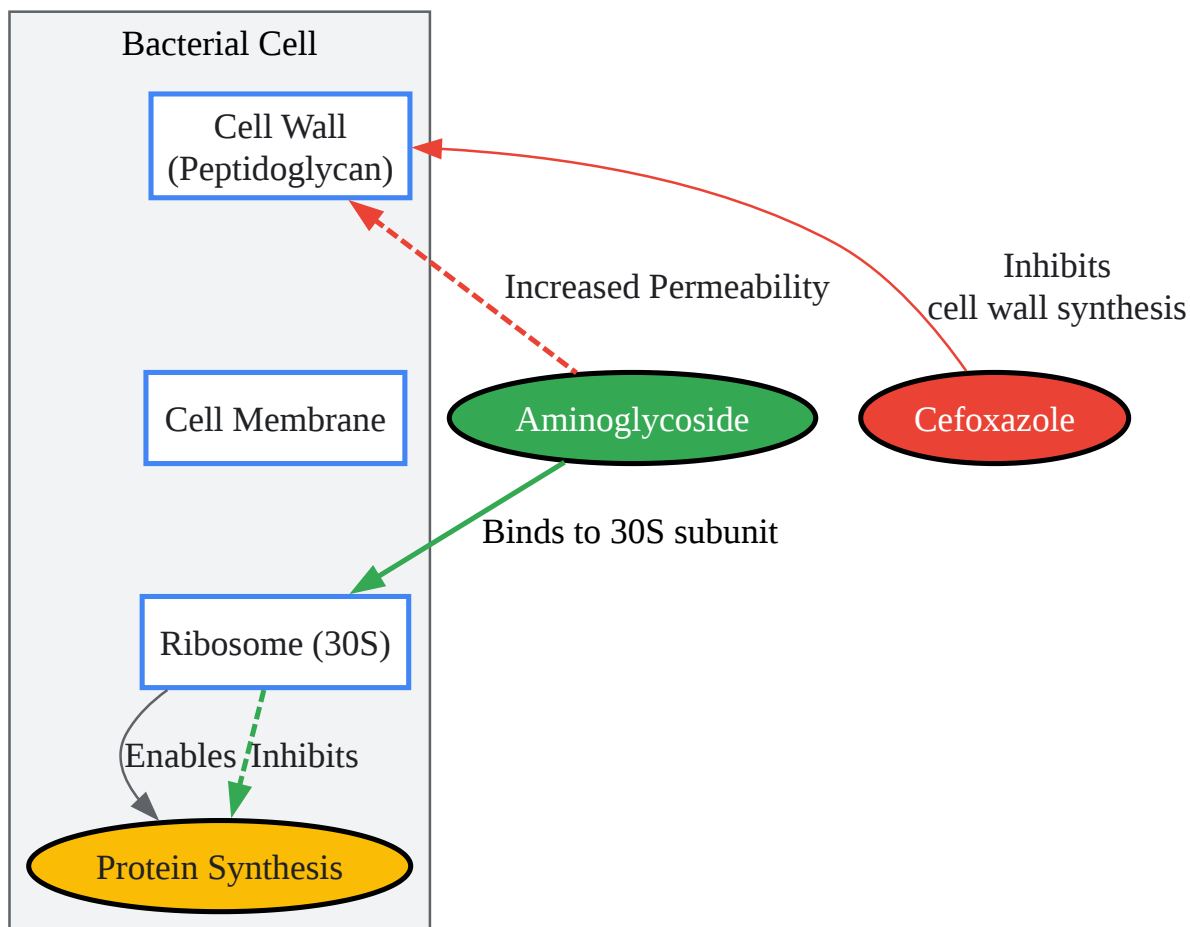 Bacterial Cell
Cell Wall
(Peptidoglycan)
Increased Permeability
Inhibits
cell wall synthesis
Cell Membrane
Aminoglycoside
Cefoxazole
Binds to 30S subunit
Ribosome (30S)
Enables
Inhibits
Protein Synthesis